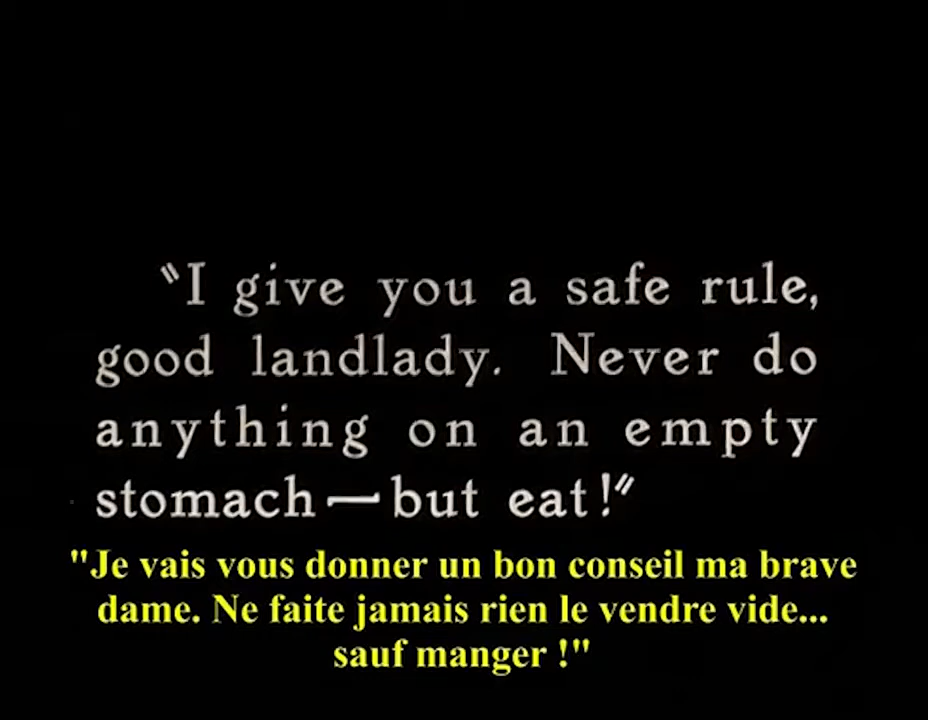 "I give you a safe rule,
good landlady. Never do
anything on an empty
stomach—but eat!"
"Je vais vous donner un bon conseil ma brave
dame. Ne faite jamais rien le vendre vide...
sauf manger !"